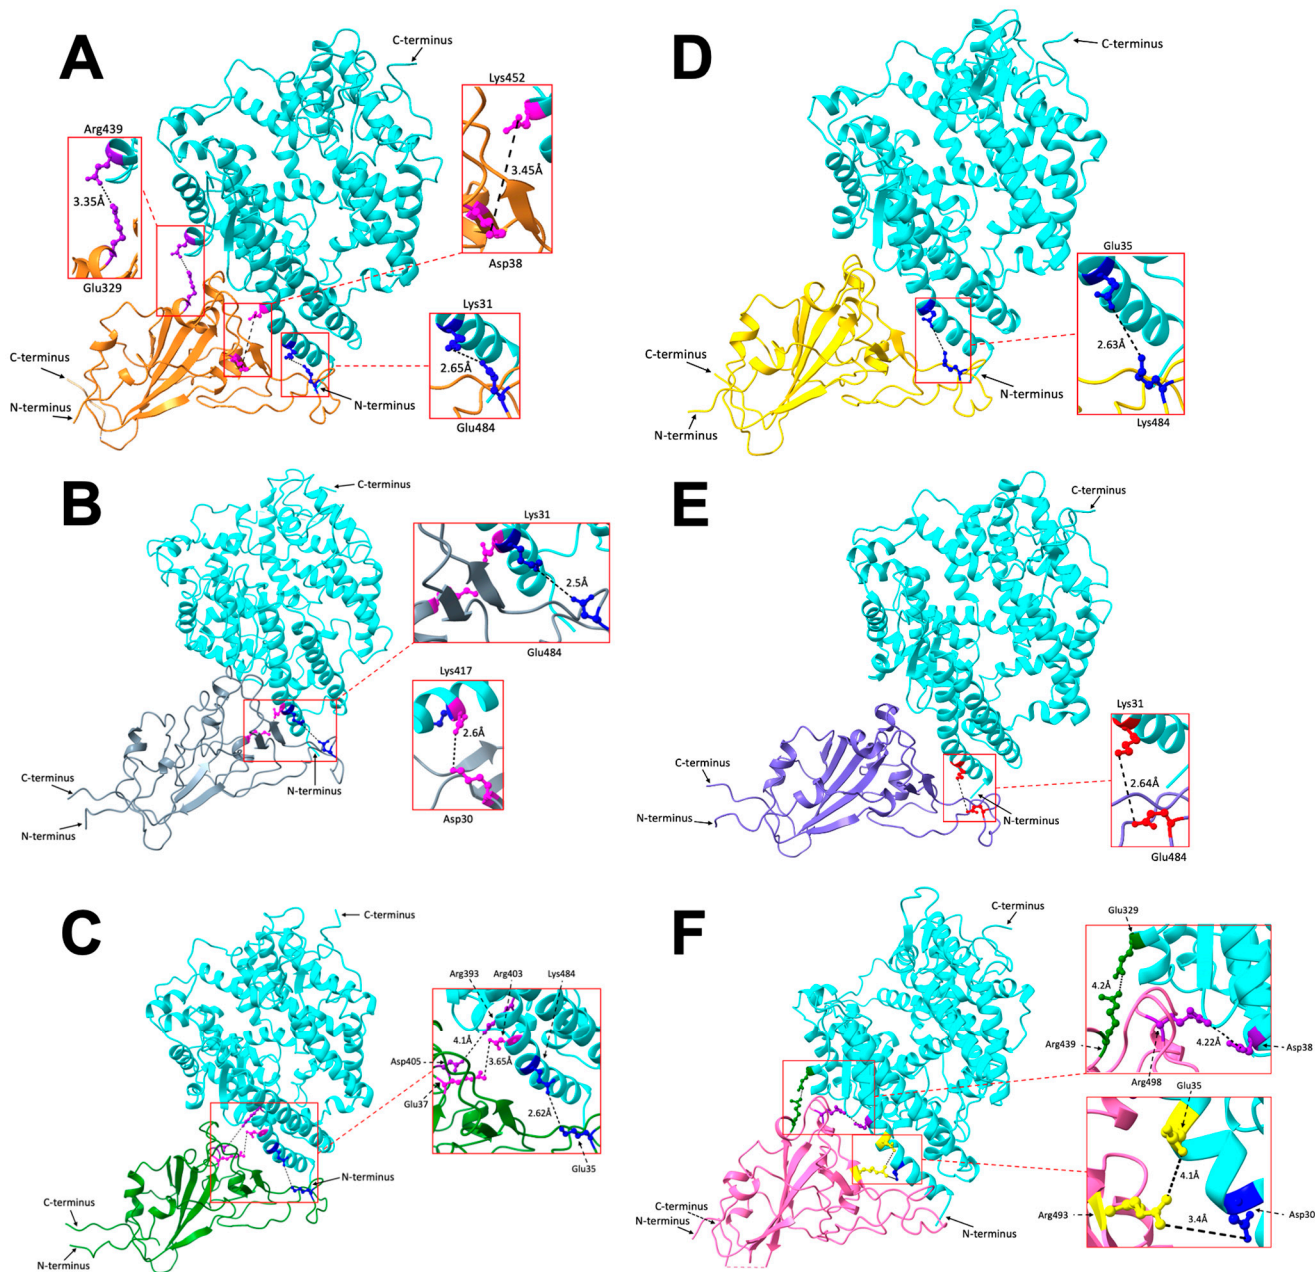 A
C-terminus
Lys452
Arg439
3.35Å
3.45Å
Glu329
Asp38
Lys31
2.65Å
C-terminus
N-terminus
N-terminus
Glu484
D
C-terminus
Glu35
2.63Å
C-terminus
N-terminus
N-terminus
Lys484
B
C-terminus
Lys31
2.5Å
Glu484
Lys417
2.6Å
C-terminus
N-terminus
N-terminus
Asp30
E
C-terminus
Lys31
2.64Å
C-terminus
N-terminus
N-terminus
Glu484
C
C-terminus
Arg393
Arg403
Lys484
4.1Å
Asp405
3.65Å
Glu37
2.62Å
Glu35
N-terminus
C-terminus
N-terminus
F
C-terminus
Glu329
4.2Å
Arg439
4.22Å
Asp38
Arg498
Glu35
4.1Å
Arg493
Asp30
3.4Å
C-terminus
N-terminus
N-terminus